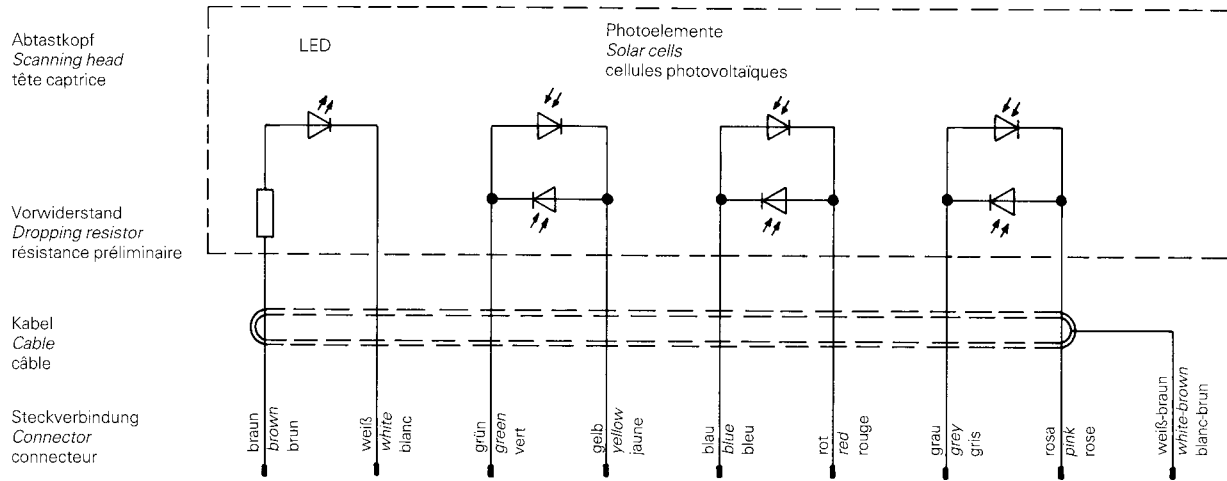 Abtastkopf
Scanning head
tête captrice
LED
Photoelemente
Solar cells
cellules photovoltaïques
Vorwiderstand
Dropping resistor
résistance préliminaire
Kabel
Cable
câble
Steckverbindung
Connector
connecteur
braun
brown
brun
weiß
white
blanc
grün
green
vert
gelb
yellow
jaune
blau
blue
bleu
rot
red
rouge
grau
grey
gris
rosa
pink
rose
weiß-braun
white-brown
blanc-brun